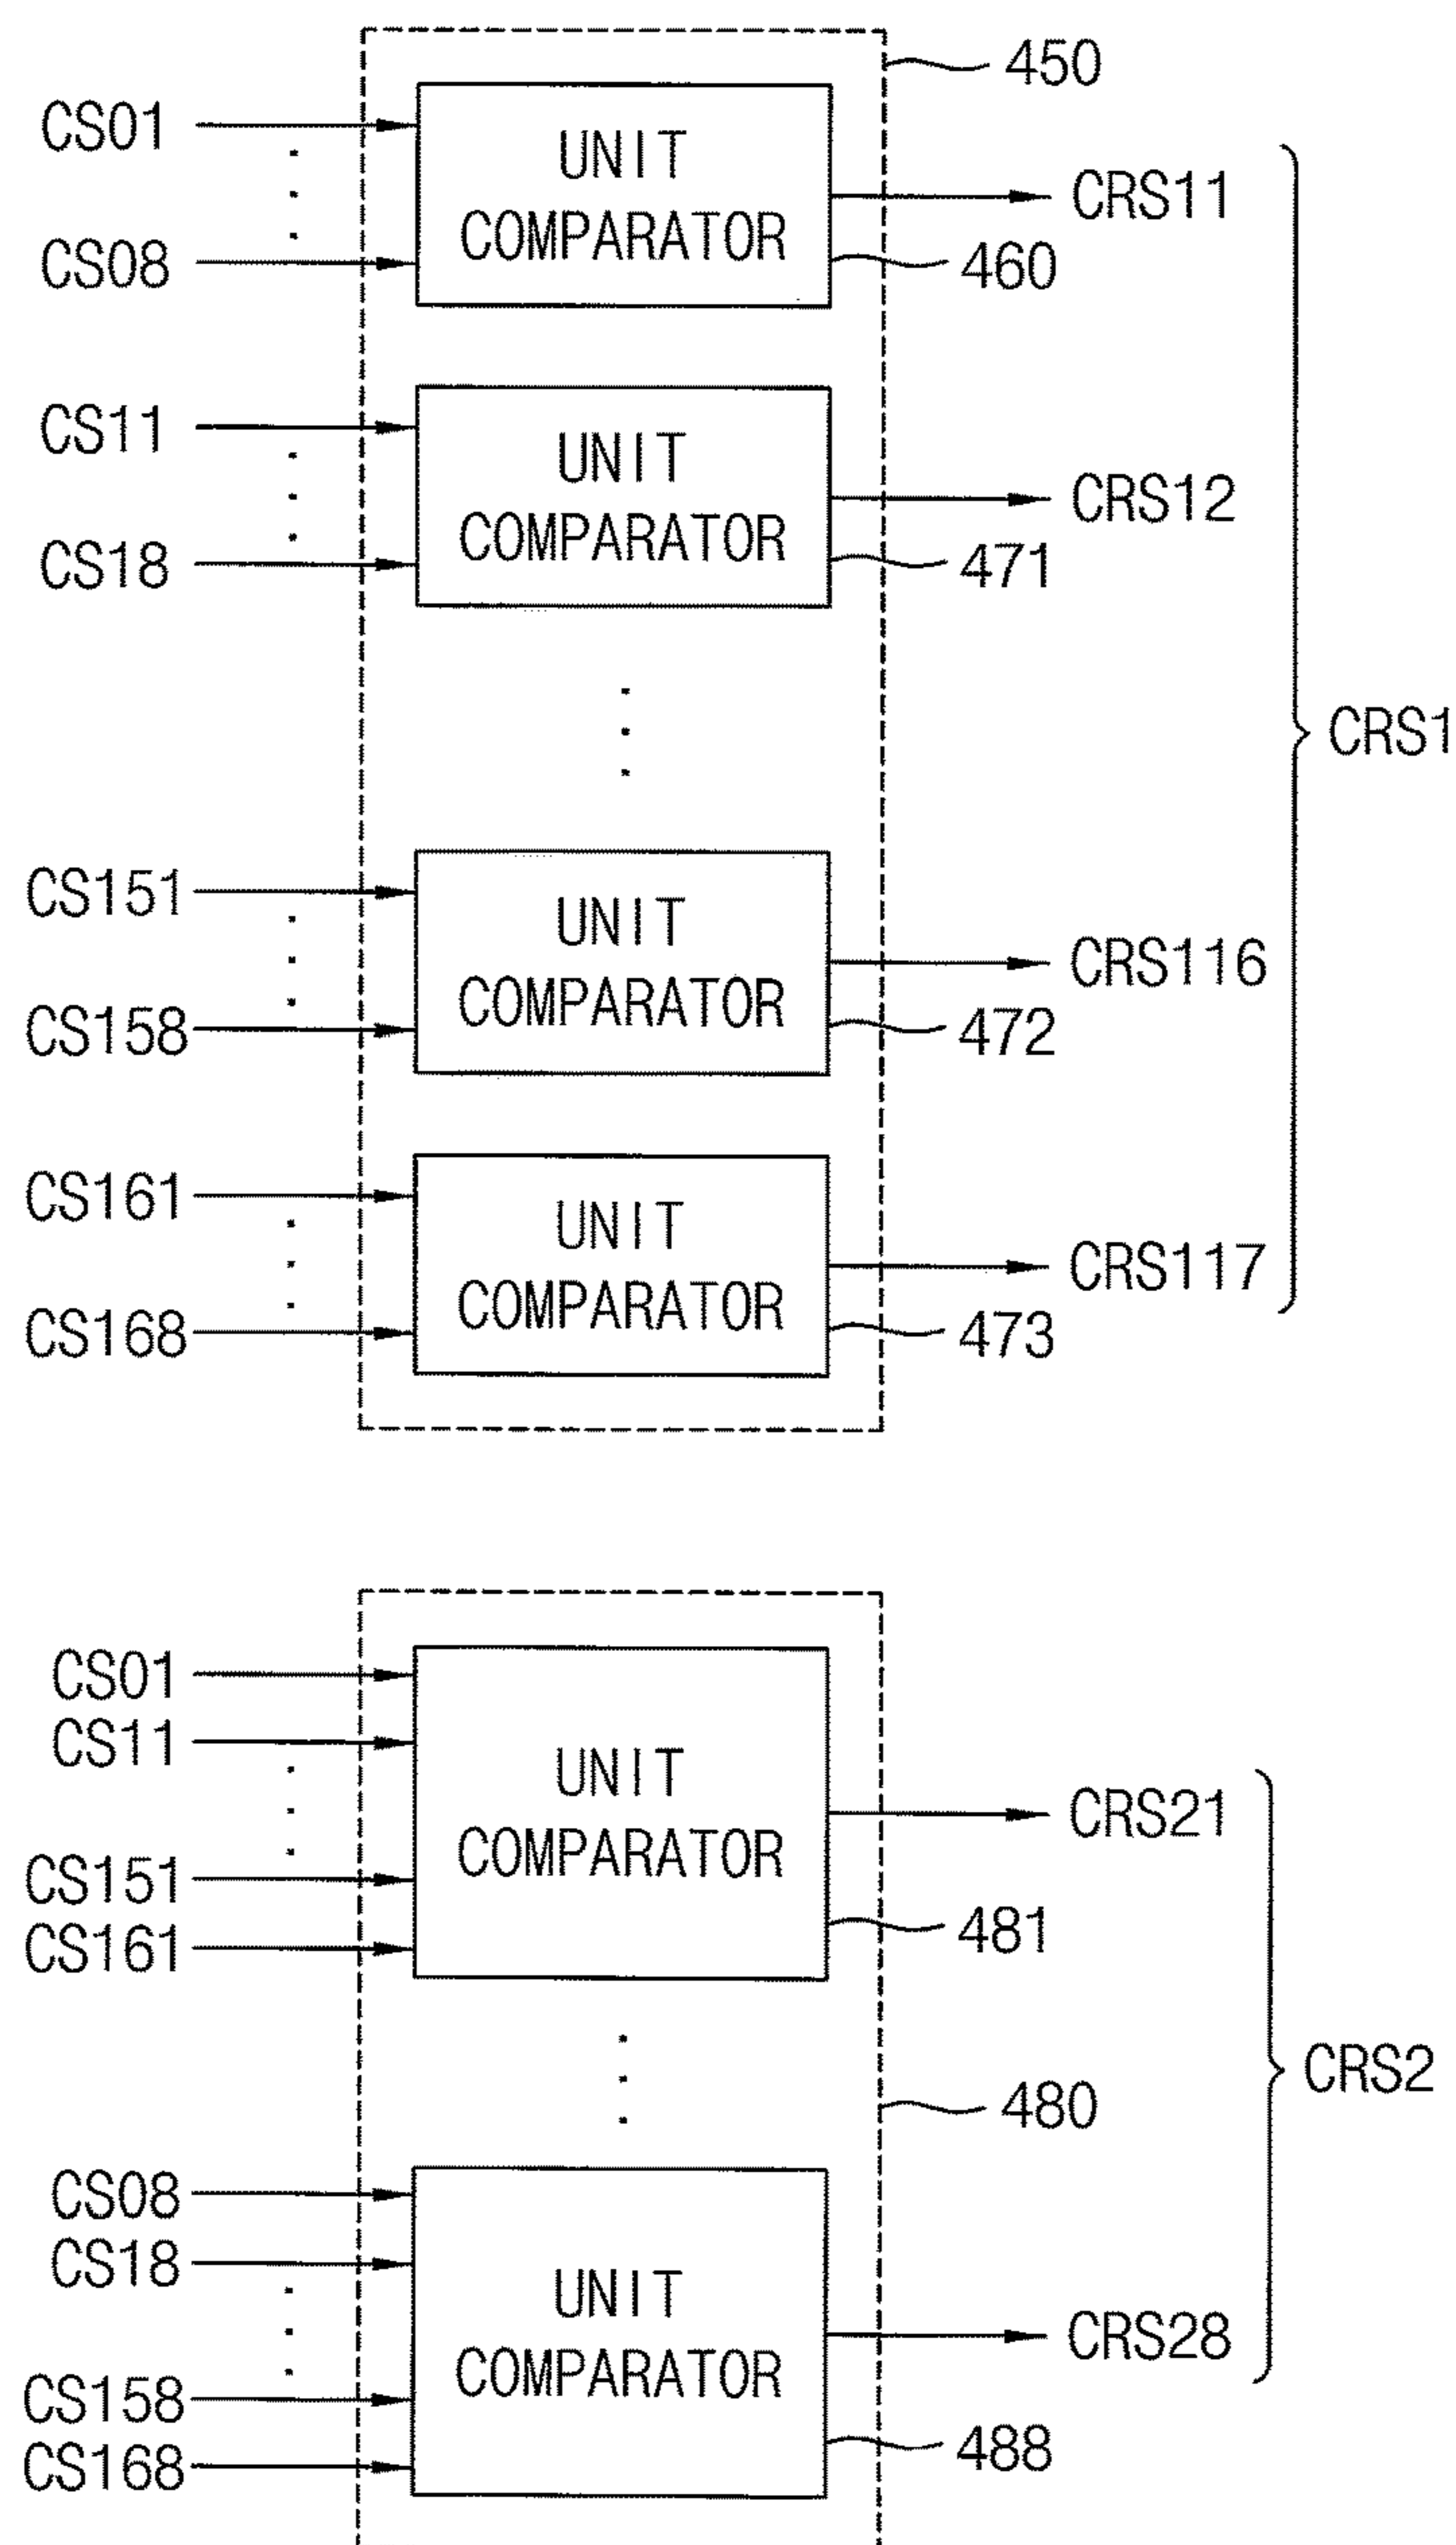 450
CS01
UNIT
COMPARATOR
CRS11
CS08
460
CS11
UNIT
COMPARATOR
CRS12
CS18
471
CRS1
CS151
UNIT
COMPARATOR
CRS116
CS158
472
CS161
UNIT
COMPARATOR
CRS117
CS168
473
CS01
CS11
UNIT
COMPARATOR
CRS21
CS151
CS161
481
480
CRS2
CS08
CS18
UNIT
COMPARATOR
CRS28
CS158
CS168
488